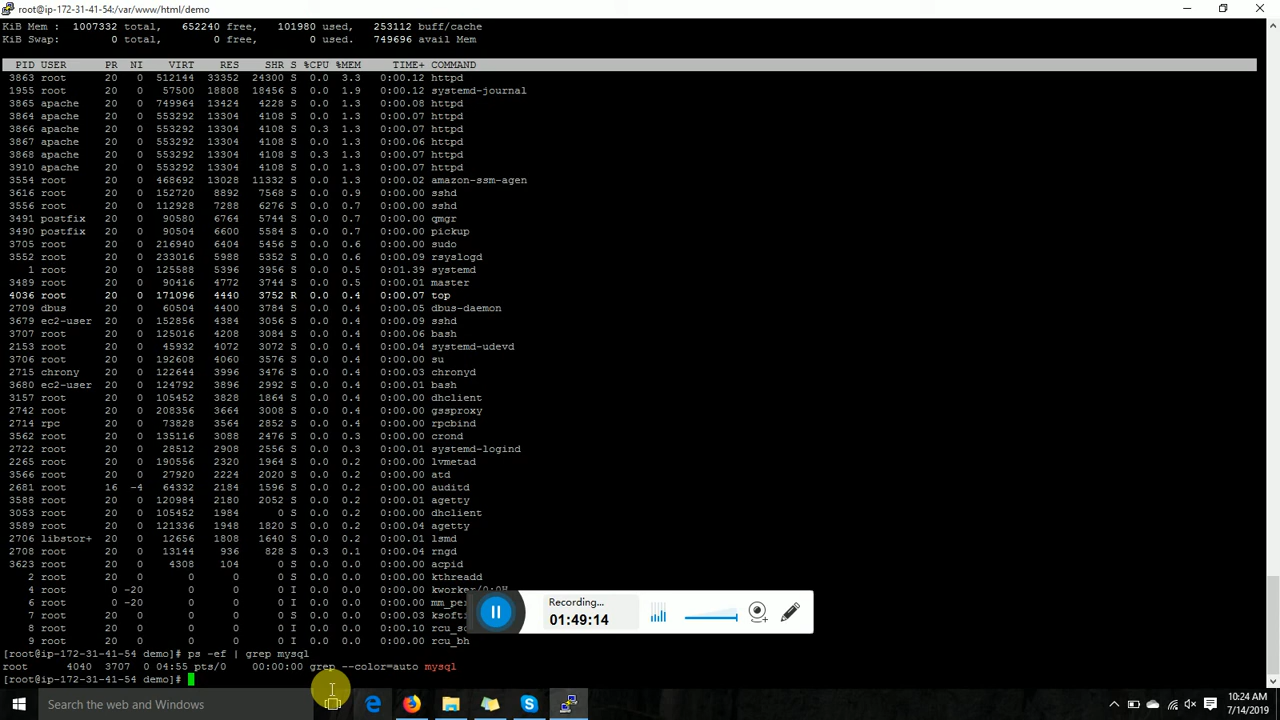 root@ip-172-31-41-54:/var/www/html/demo
KiB Mem :  1007332 total,   652240 free,   101980 used,   253112 buff/cache
KiB Swap:        0 total,        0 free,        0 used.   749696 avail Mem
PID USER      PR  NI    VIRT    RES    SHR S %CPU %MEM     TIME+ COMMAND
3863 root      20   0  512144  33352  24300 S  0.0  3.3   0:00.12 httpd
1955 root      20   0   57500  18808  18456 S  0.0  1.9   0:00.12 systemd-journal
3865 apache    20   0  749964  13424   4228 S  0.0  1.3   0:00.08 httpd
3864 apache    20   0  553292  13304   4108 S  0.0  1.3   0:00.07 httpd
3866 apache    20   0  553292  13304   4108 S  0.3  1.3   0:00.07 httpd
3867 apache    20   0  553292  13304   4108 S  0.0  1.3   0:00.06 httpd
3868 apache    20   0  553292  13304   4108 S  0.3  1.3   0:00.07 httpd
3910 apache    20   0  553292  13304   4108 S  0.0  1.3   0:00.07 httpd
3554 root      20   0  468692  13028  11332 S  0.0  1.3   0:00.02 amazon-ssm-agen
3616 root      20   0  152720   8892   7568 S  0.0  0.9   0:00.00 sshd
3556 root      20   0  112928   7288   6276 S  0.0  0.7   0:00.00 sshd
3491 postfix   20   0   90580   6764   5744 S  0.0  0.7   0:00.00 qmgr
3490 postfix   20   0   90504   6600   5584 S  0.0  0.7   0:00.00 pickup
3705 root      20   0  216940   6404   5456 S  0.0  0.6   0:00.00 sudo
3552 root      20   0  233016   5988   5352 S  0.0  0.6   0:00.09 rsyslogd
1 root      20   0  125588   5396   3956 S  0.0  0.5   0:01.39 systemd
3489 root      20   0   90416   4772   3744 S  0.0  0.5   0:00.01 master
4036 root      20   0  171096   4440   3752 R  0.0  0.4   0:00.07 top
2709 dbus      20   0   60504   4400   3784 S  0.0  0.4   0:00.05 dbus-daemon
3679 ec2-user  20   0  152856   4384   3056 S  0.0  0.4   0:00.09 sshd
3707 root      20   0  125016   4208   3084 S  0.0  0.4   0:00.06 bash
2153 root      20   0   45932   4072   3072 S  0.0  0.4   0:00.04 systemd-udevd
3706 root      20   0  192608   4060   3576 S  0.0  0.4   0:00.00 su
2715 chrony    20   0  122644   3996   3476 S  0.0  0.4   0:00.03 chronyd
3680 ec2-user  20   0  124792   3896   2992 S  0.0  0.4   0:00.01 bash
3157 root      20   0  105452   3828   1864 S  0.0  0.4   0:00.00 dhclient
2742 root      20   0  208356   3664   3008 S  0.0  0.4   0:00.00 gssproxy
2714 rpc       20   0   73828   3564   2852 S  0.0  0.4   0:00.00 rpcbind
3562 root      20   0  135116   3088   2476 S  0.0  0.3   0:00.00 crond
2722 root      20   0   28512   2908   2556 S  0.0  0.3   0:00.01 systemd-logind
2265 root      20   0  190556   2320   1964 S  0.0  0.2   0:00.00 lvmetad
3566 root      20   0   27920   2224   2020 S  0.0  0.2   0:00.00 atd
2681 root      16  -4   64332   2184   1596 S  0.0  0.2   0:00.00 auditd
3588 root      20   0  120984   2180   2052 S  0.0  0.2   0:00.01 agetty
3053 root      20   0  105452   1984      0 S  0.0  0.2   0:00.00 dhclient
3589 root      20   0  121336   1948   1820 S  0.0  0.2   0:00.04 agetty
2706 libstor+  20   0   12656   1808   1640 S  0.0  0.2   0:00.01 lsmd
2708 root      20   0   13144    936    828 S  0.3  0.1   0:00.04 rngd
3623 root      20   0    4308    104      0 S  0.0  0.0   0:00.00 acpid
2 root      20   0       0      0      0 S  0.0  0.0   0:00.00 kthreadd
4 root       0 -20       0      0      0 I  0.0  0.0   0:00.00 kworker/0:0H
6 root       0 -20       0      0      0 I  0.0  0.0   0:00.00 mm_pe
7 root      20   0       0      0      0 S  0.0  0.0   0:00.03 ksofti
8 root      20   0       0      0      0 I  0.0  0.0   0:00.10 rcu_s
9 root      20   0       0      0      0 I  0.0  0.0   0:00.00 rcu_bh
Recording...
01:49:14
[root@ip-172-31-41-54 demo]# ps -ef | grep mysql
root      4040  3707  0 04:55 pts/0    00:00:00 grep --color=auto mysql
[root@ip-172-31-41-54 demo]#
Search the web and Windows
10:24 AM
7/14/2019